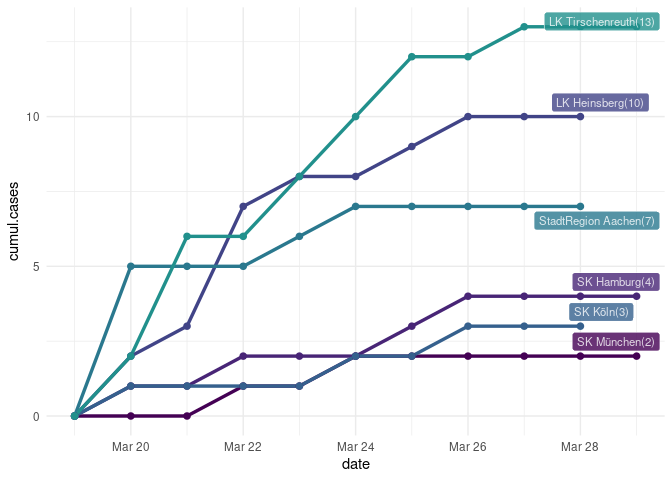 LK Tirschenreuth(13)
LK Heinsberg(10)
StadtRegion Aachen(7)
SK Hamburg(4)
SK Köln(3)
SK München(2)
10
5
0
cumul.cases
Mar 20 Mar 22 Mar 24 Mar 26 Mar 28
date